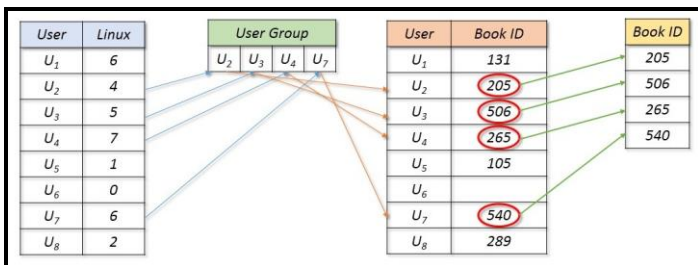 User Linux
U1 6
U2 4
U3 5
U4 7
U5 1
U6 0
U7 6
U8 2
User Group
U2 U3 U4 U7
User Book ID
U1 131
U2 205
U3 506
U4 265
U5 105
U6
U7 540
U8 289
Book ID
205
506
265
540